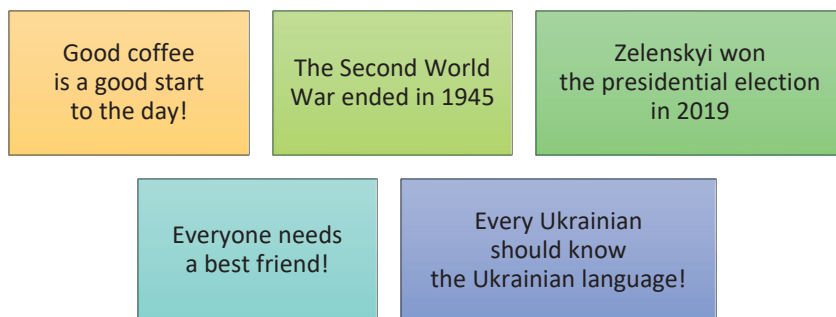 Good coffee
is a good start
to the day!
The Second World
War ended in 1945
Zelenskyi won
the presidential election
in 2019
Everyone needs
a best friend!
Every Ukrainian
should know
the Ukrainian language!